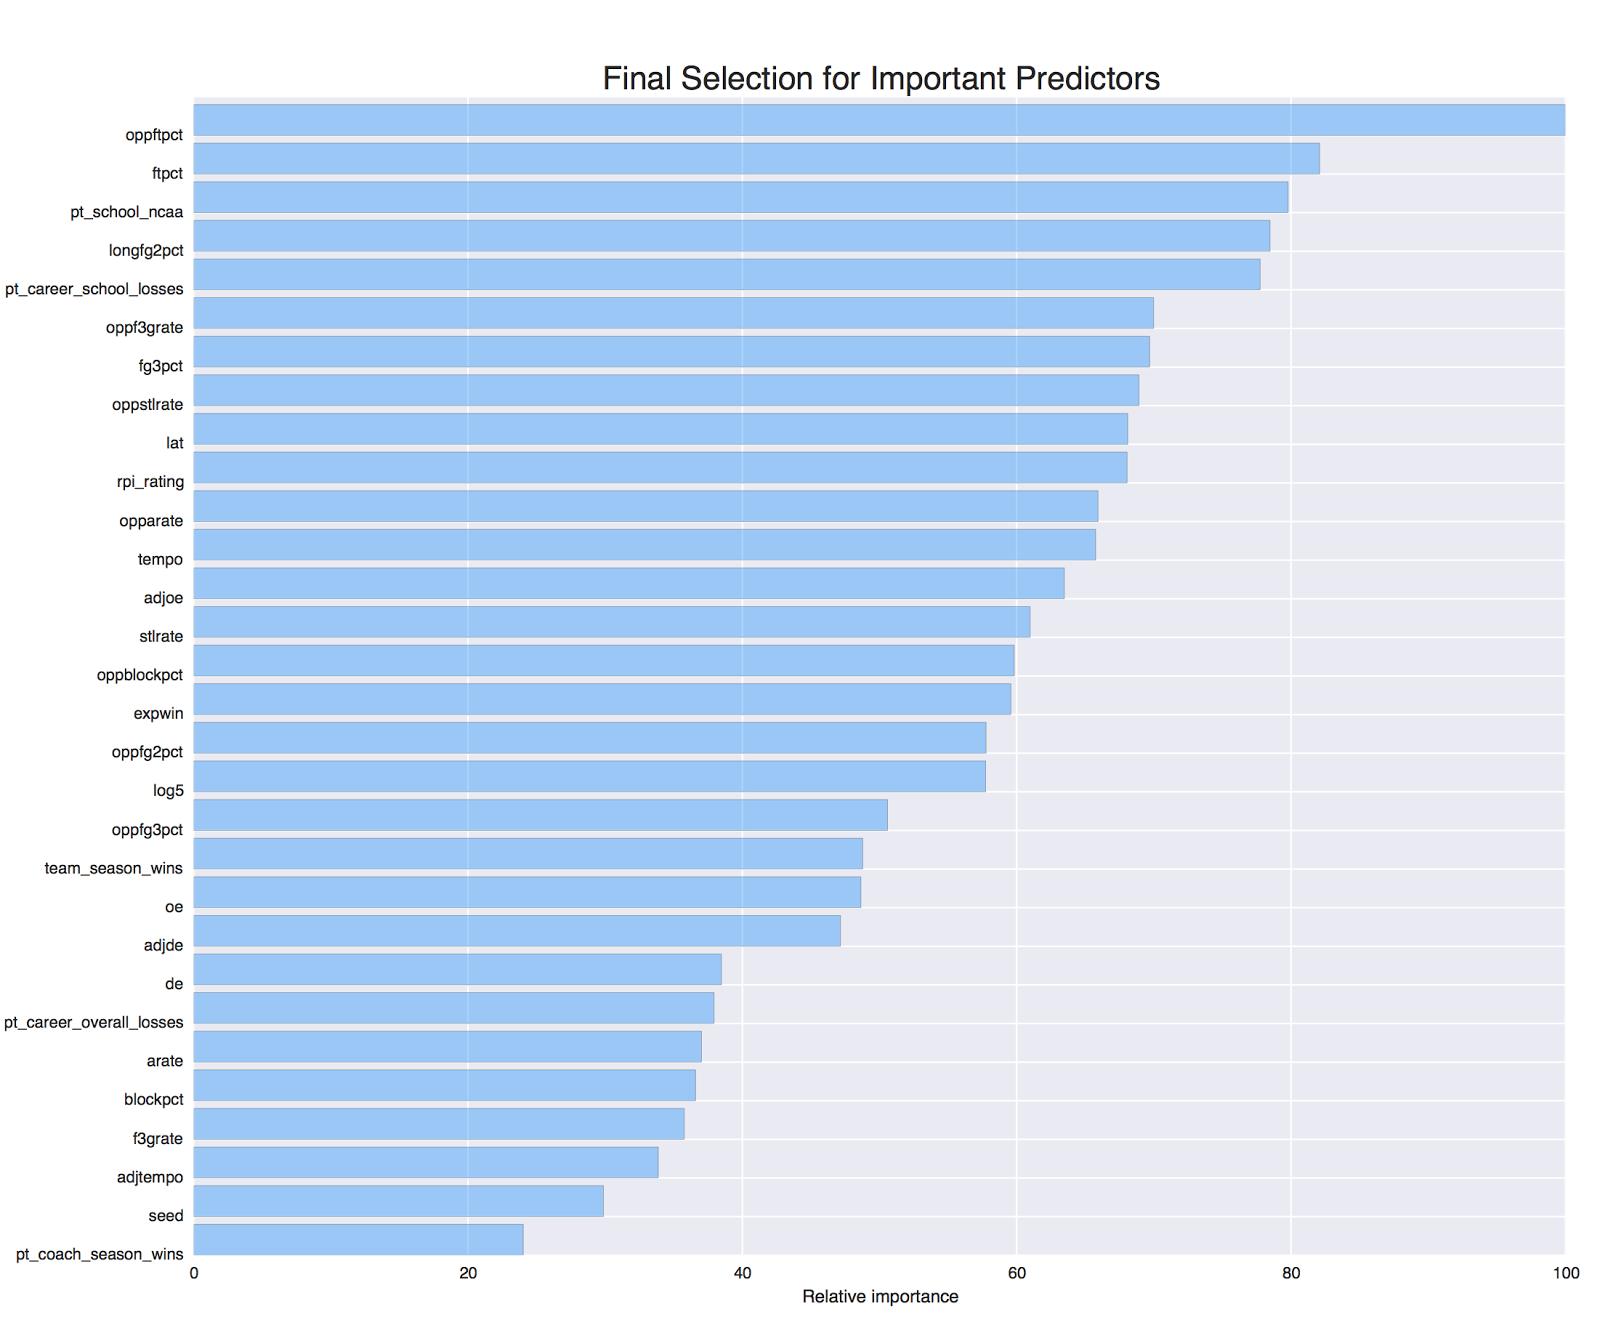 Final Selection for Important Predictors
oppftpct
ftpct
pt_school_ncaa
longfg2pct
pt_career_school_losses
oppf3grate
fg3pct
oppstlrate
lat
rpi_rating
opparate
tempo
adjoe
stlrate
oppblockpct
expwin
oppfg2pct
log5
oppfg3pct
team_season_wins
oe
adjde
de
pt_career_overall_losses
arate
blockpct
f3grate
adjtempo
seed
pt_coach_season_wins
0 20 40 60 80 100
Relative importance